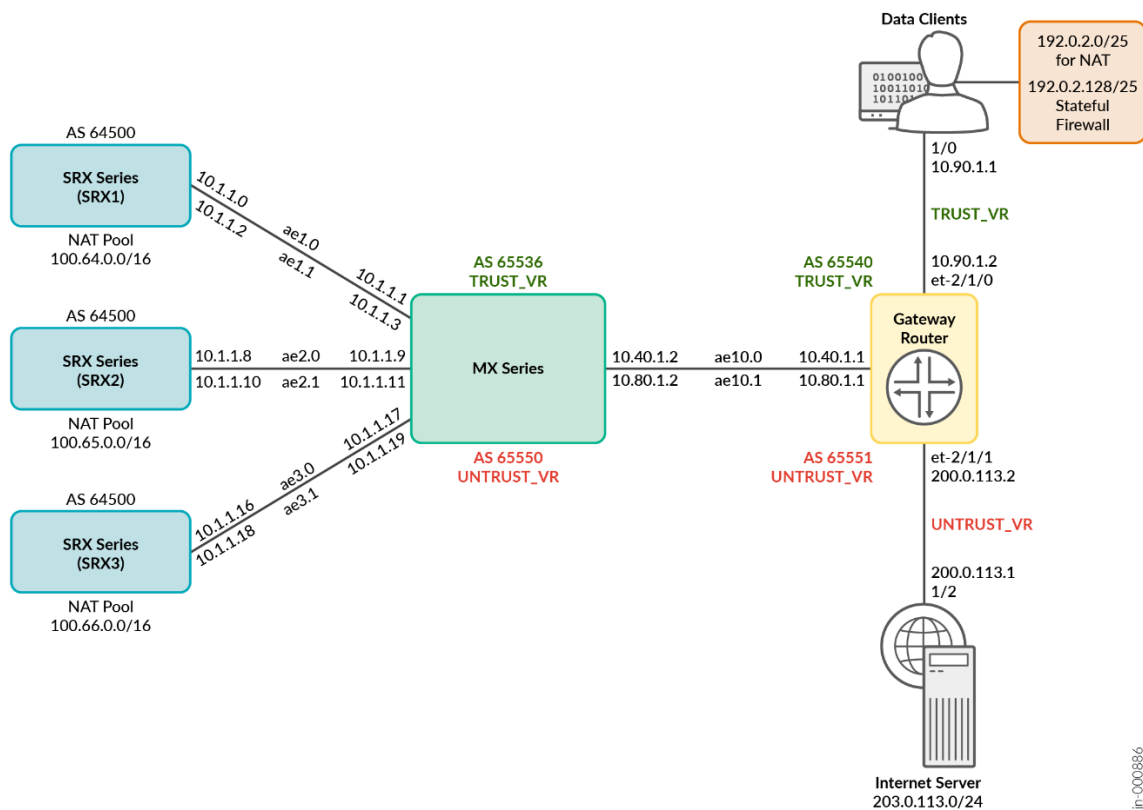 Data Clients
192.0.2.0/25
for NAT
192.0.2.128/25
Stateful
Firewall
0100100
10011010
10110
1/0
10.90.1.1
TRUST_VR
10.90.1.2
et-2/1/0
AS 64500
SRX Series
(SRX1)
NAT Pool
100.64.0.0/16
10.1.1.0
10.1.1.2
ae1.0
ae1.1
10.1.1.1
10.1.1.3
AS 64500
SRX Series
(SRX2)
NAT Pool
100.65.0.0/16
10.1.1.8 ae2.0 10.1.1.9
10.1.1.10 ae2.1 10.1.1.11
AS 64500
SRX Series
(SRX3)
NAT Pool
100.66.0.0/16
10.1.1.16
10.1.1.18
ae3.0
ae3.1
10.1.1.17
10.1.1.19
AS 65536
TRUST_VR
MX Series
AS 65550
UNTRUST_VR
10.40.1.2 ae10.0 10.40.1.1
10.80.1.2 ae10.1 10.80.1.1
AS 65540
TRUST_VR
Gateway
Router
AS 65551
UNTRUST_VR
et-2/1/1
200.0.113.2
UNTRUST_VR
200.0.113.1
1/2
Internet Server
203.0.113.0/24
jn-000886